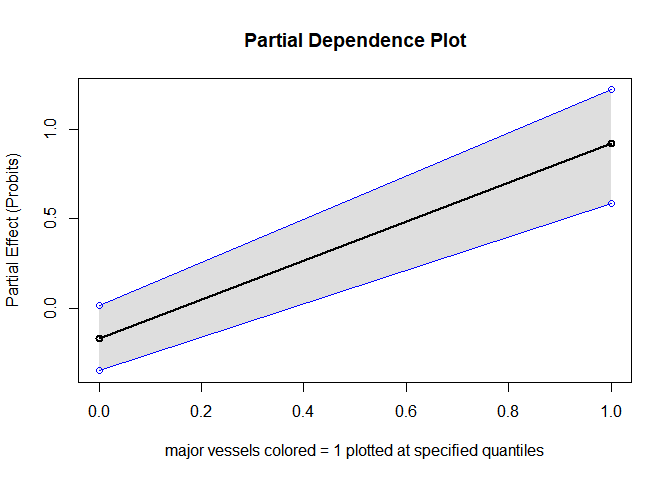 Partial Dependence Plot
Partial Effect (Probits)
1.0
0.5
0.0
0.0 0.2 0.4 0.6 0.8 1.0
major vessels colored = 1 plotted at specified quantiles